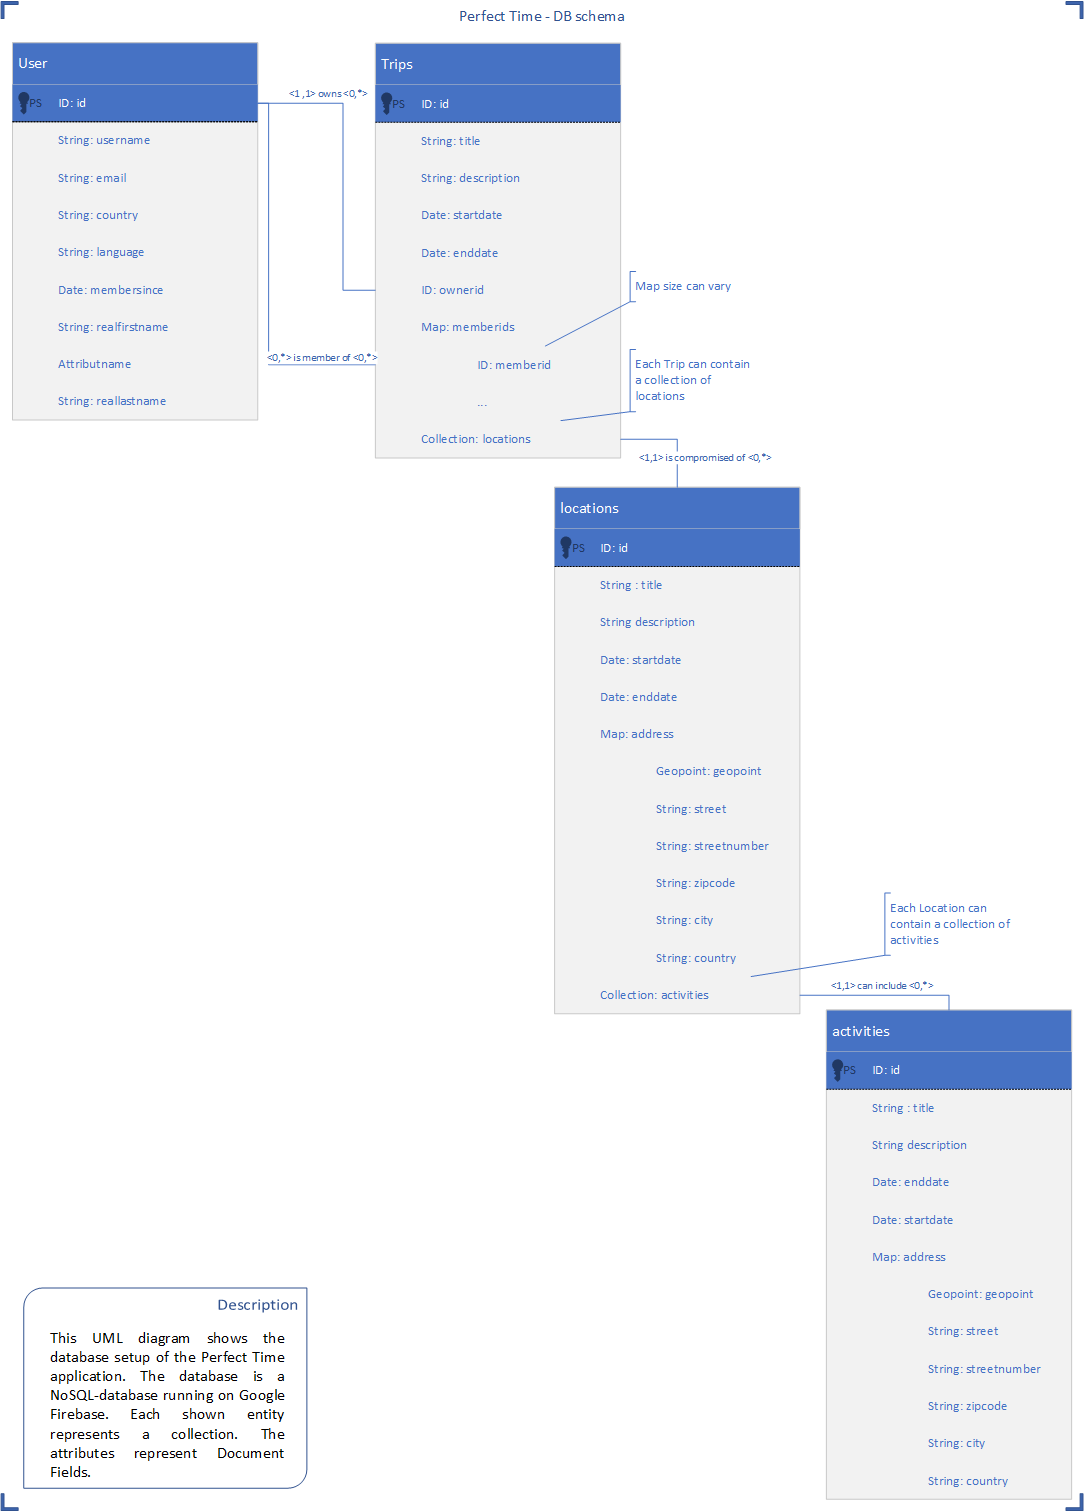 Perfect Time - DB schema
User
PS ID: id
String: username
String: email
String: country
String: language
Date: membersince
String: realfirstname
Attributname
String: reallastname
<1 ,1> owns <0,*>
<0,*> is member of <0,*>
Trips
PS ID: id
String: title
String: description
Date: startdate
Date: enddate
ID: ownerid
Map: memberids
ID: memberid
...
Collection: locations
Map size can vary
Each Trip can contain
a collection of
locations
<1,1> is compromised of <0,*>
locations
PS ID: id
String : title
String description
Date: startdate
Date: enddate
Map: address
Geopoint: geopoint
String: street
String: streetnumber
String: zipcode
String: city
String: country
Collection: activities
Each Location can
contain a collection of
activities
<1,1> can include <0,*>
activities
PS ID: id
String : title
String description
Date: enddate
Date: startdate
Map: address
Geopoint: geopoint
String: street
String: streetnumber
String: zipcode
String: city
String: country
Description
This UML diagram shows the
database setup of the Perfect Time
application. The database is a
NoSQL-database running on Google
Firebase. Each shown entity
represents a collection. The
attributes represent Document
Fields.